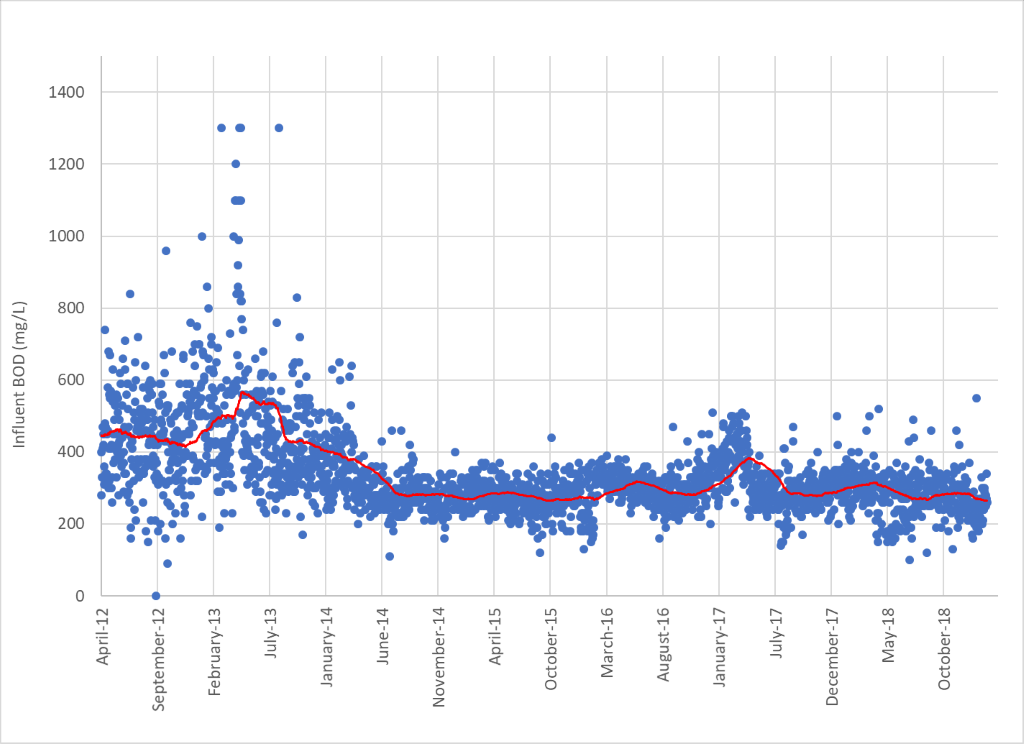 1400
1200
1000
800
600
400
200
0
Influent BOD (mg/L)
April-12
September-12
February-13
July-13
January-14
June-14
November-14
April-15
October-15
March-16
August-16
January-17
July-17
December-17
May-18
October-18